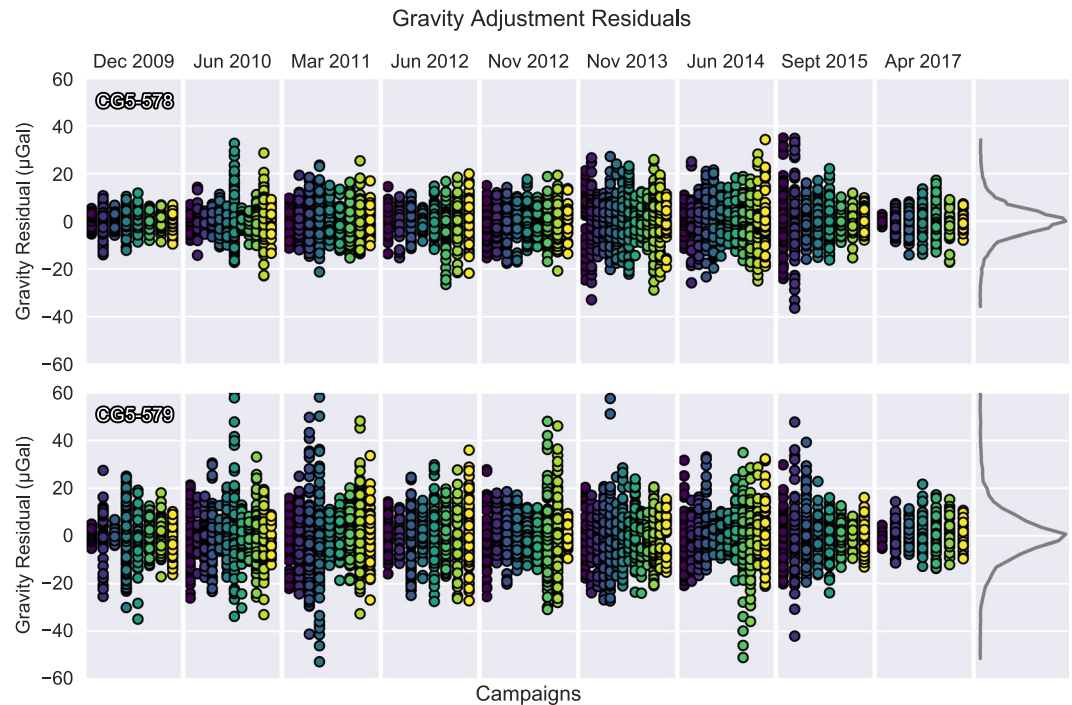 Gravity Adjustment Residuals
Dec 2009 Jun 2010 Mar 2011 Jun 2012 Nov 2012 Nov 2013 Jun 2014 Sept 2015 Apr 2017
CG5-578
Gravity Residual (µGal)
60
40
20
0
−20
−40
−60
CG5-579
Gravity Residual (µGal)
60
40
20
0
−20
−40
−60
Campaigns